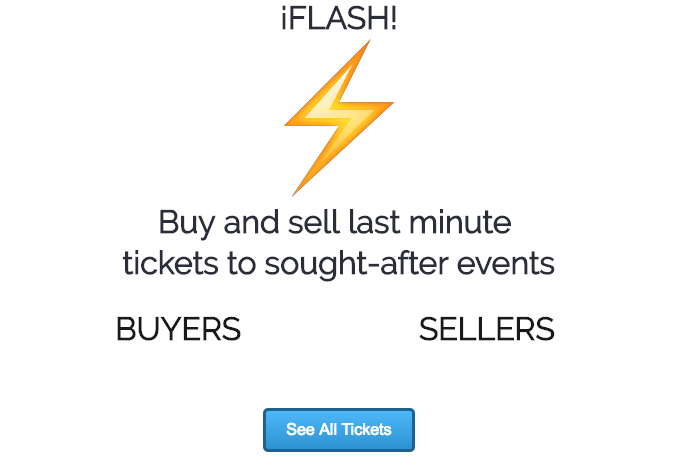 ¡FLASH!
Buy and sell last minute
tickets to sought-after events
BUYERS
SELLERS
See All Tickets